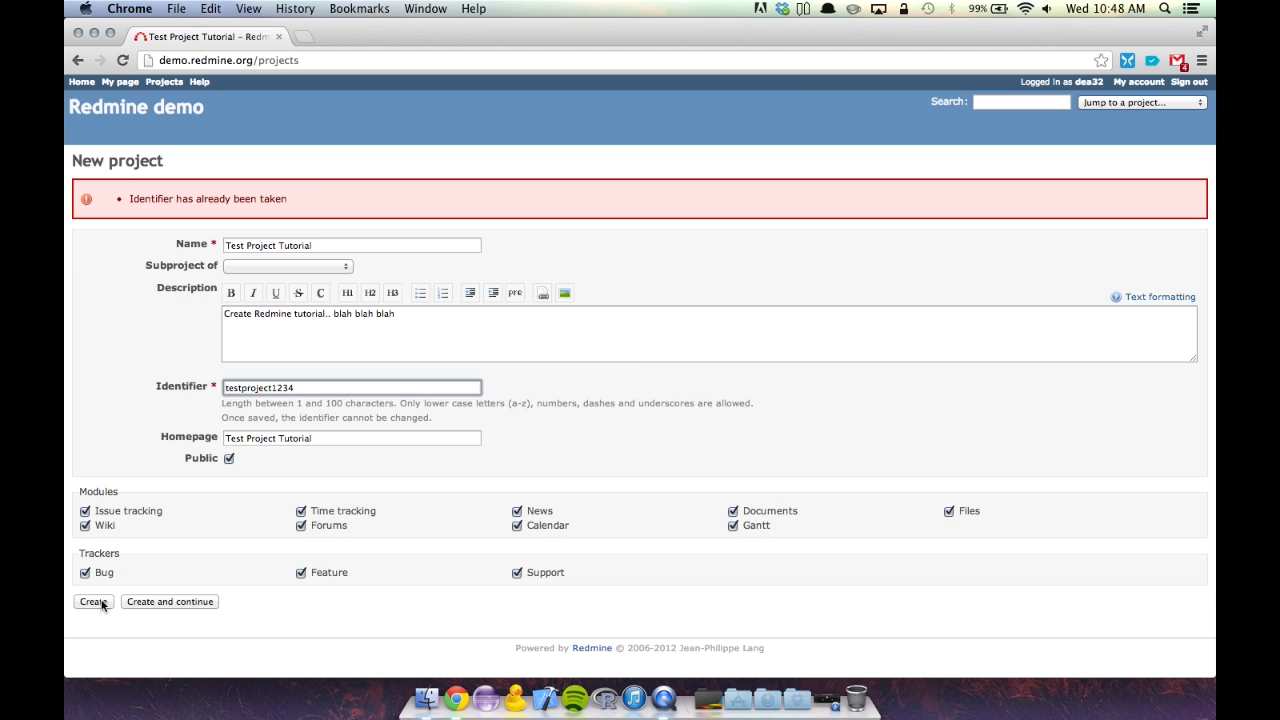 Chrome File Edit View History Bookmarks Window Help 99% Wed 10:48 AM
Test Project Tutorial – Redm
demo.redmine.org/projects 4
Home My page Projects Help Logged in as dea32 My account Sign out
Redmine demo Search: Jump to a project...
New project
Identifier has already been taken
Name * Test Project Tutorial
Subproject of
Description B I U S C H1 H2 H3 pre Text formatting
Create Redmine tutorial.. blah blah blah
Identifier * testproject1234
Length between 1 and 100 characters. Only lower case letters (a-z), numbers, dashes and underscores are allowed.
Once saved, the identifier cannot be changed.
Homepage Test Project Tutorial
Public
Modules
Issue tracking Time tracking News Documents Files
Wiki Forums Calendar Gantt
Trackers
Bug Feature Support
Create Create and continue
Powered by Redmine © 2006-2012 Jean-Philippe Lang